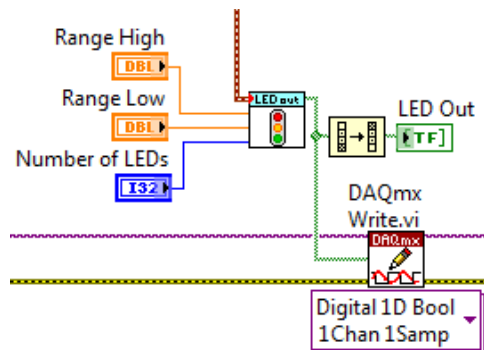 Range High
DBL
LED out
Range Low
DBL
LED Out
TF
Number of LEDs
I32
DAQmx
Write.vi
DAQmx
Digital 1D Bool
1Chan 1Samp